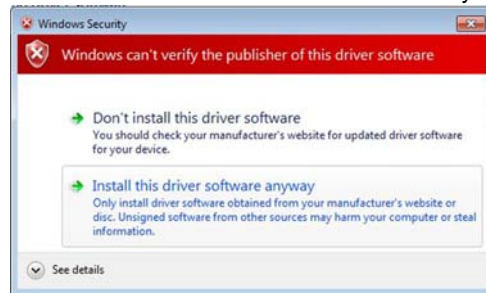 Windows Security
Windows can't verify the publisher of this driver software
Don't install this driver software
You should check your manufacturer's website for updated driver software
for your device.
Install this driver software anyway
Only install driver software obtained from your manufacturer's website or
disc. Unsigned software from other sources may harm your computer or steal
information.
See details